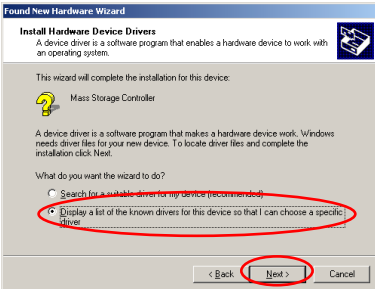 Found New Hardware Wizard
Install Hardware Device Drivers
A device driver is a software program that enables a hardware device to work with
an operating system.
This wizard will complete the installation for this device:
Mass Storage Controller
A device driver is a software program that makes a hardware device work. Windows
needs driver files for your new device. To locate driver files and complete the
installation click Next.
What do you want the wizard to do?
Search for a suitable driver for my device (recommended)
Display a list of the known drivers for this device so that I can choose a specific
driver
< Back
Next >
Cancel